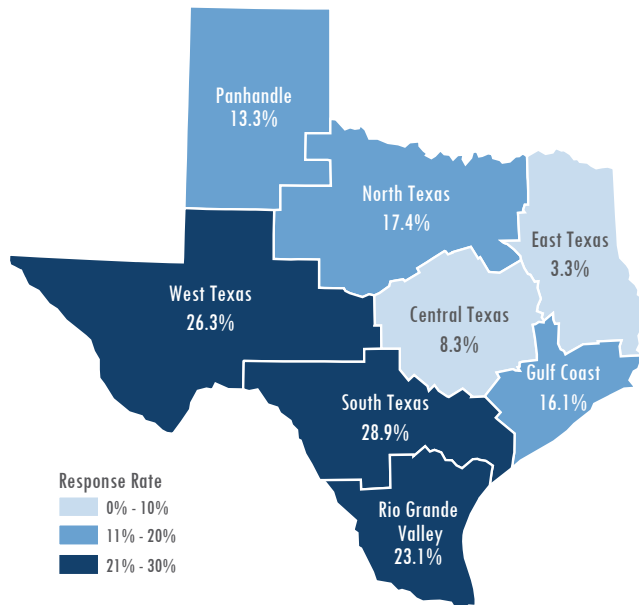 Panhandle
13.3%
North Texas
17.4%
East Texas
3.3%
West Texas
26.3%
Central Texas
8.3%
Gulf Coast
16.1%
South Texas
28.9%
Rio Grande
Valley
23.1%
Response Rate
0% - 10%
11% - 20%
21% - 30%